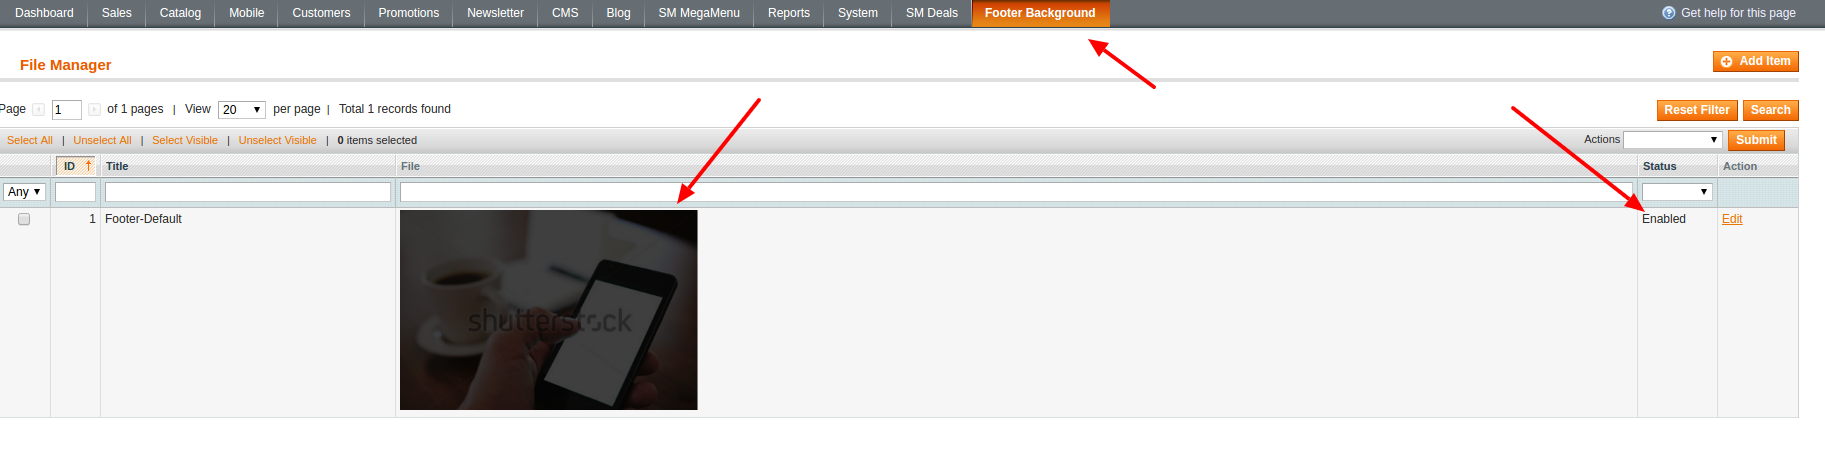 Dashboard Sales Catalog Mobile Customers Promotions Newsletter CMS Blog SM MegaMenu Reports System SM Deals Footer Background Get help for this page
File Manager Add Item
Page 1 of 1 pages | View 20 per page | Total 1 records found Reset Filter Search
Select All | Unselect All | Select Visible | Unselect Visible | 0 items selected Actions Submit
ID Title File Status Action
Any
1 Footer-Default Enabled Edit
shutterstock